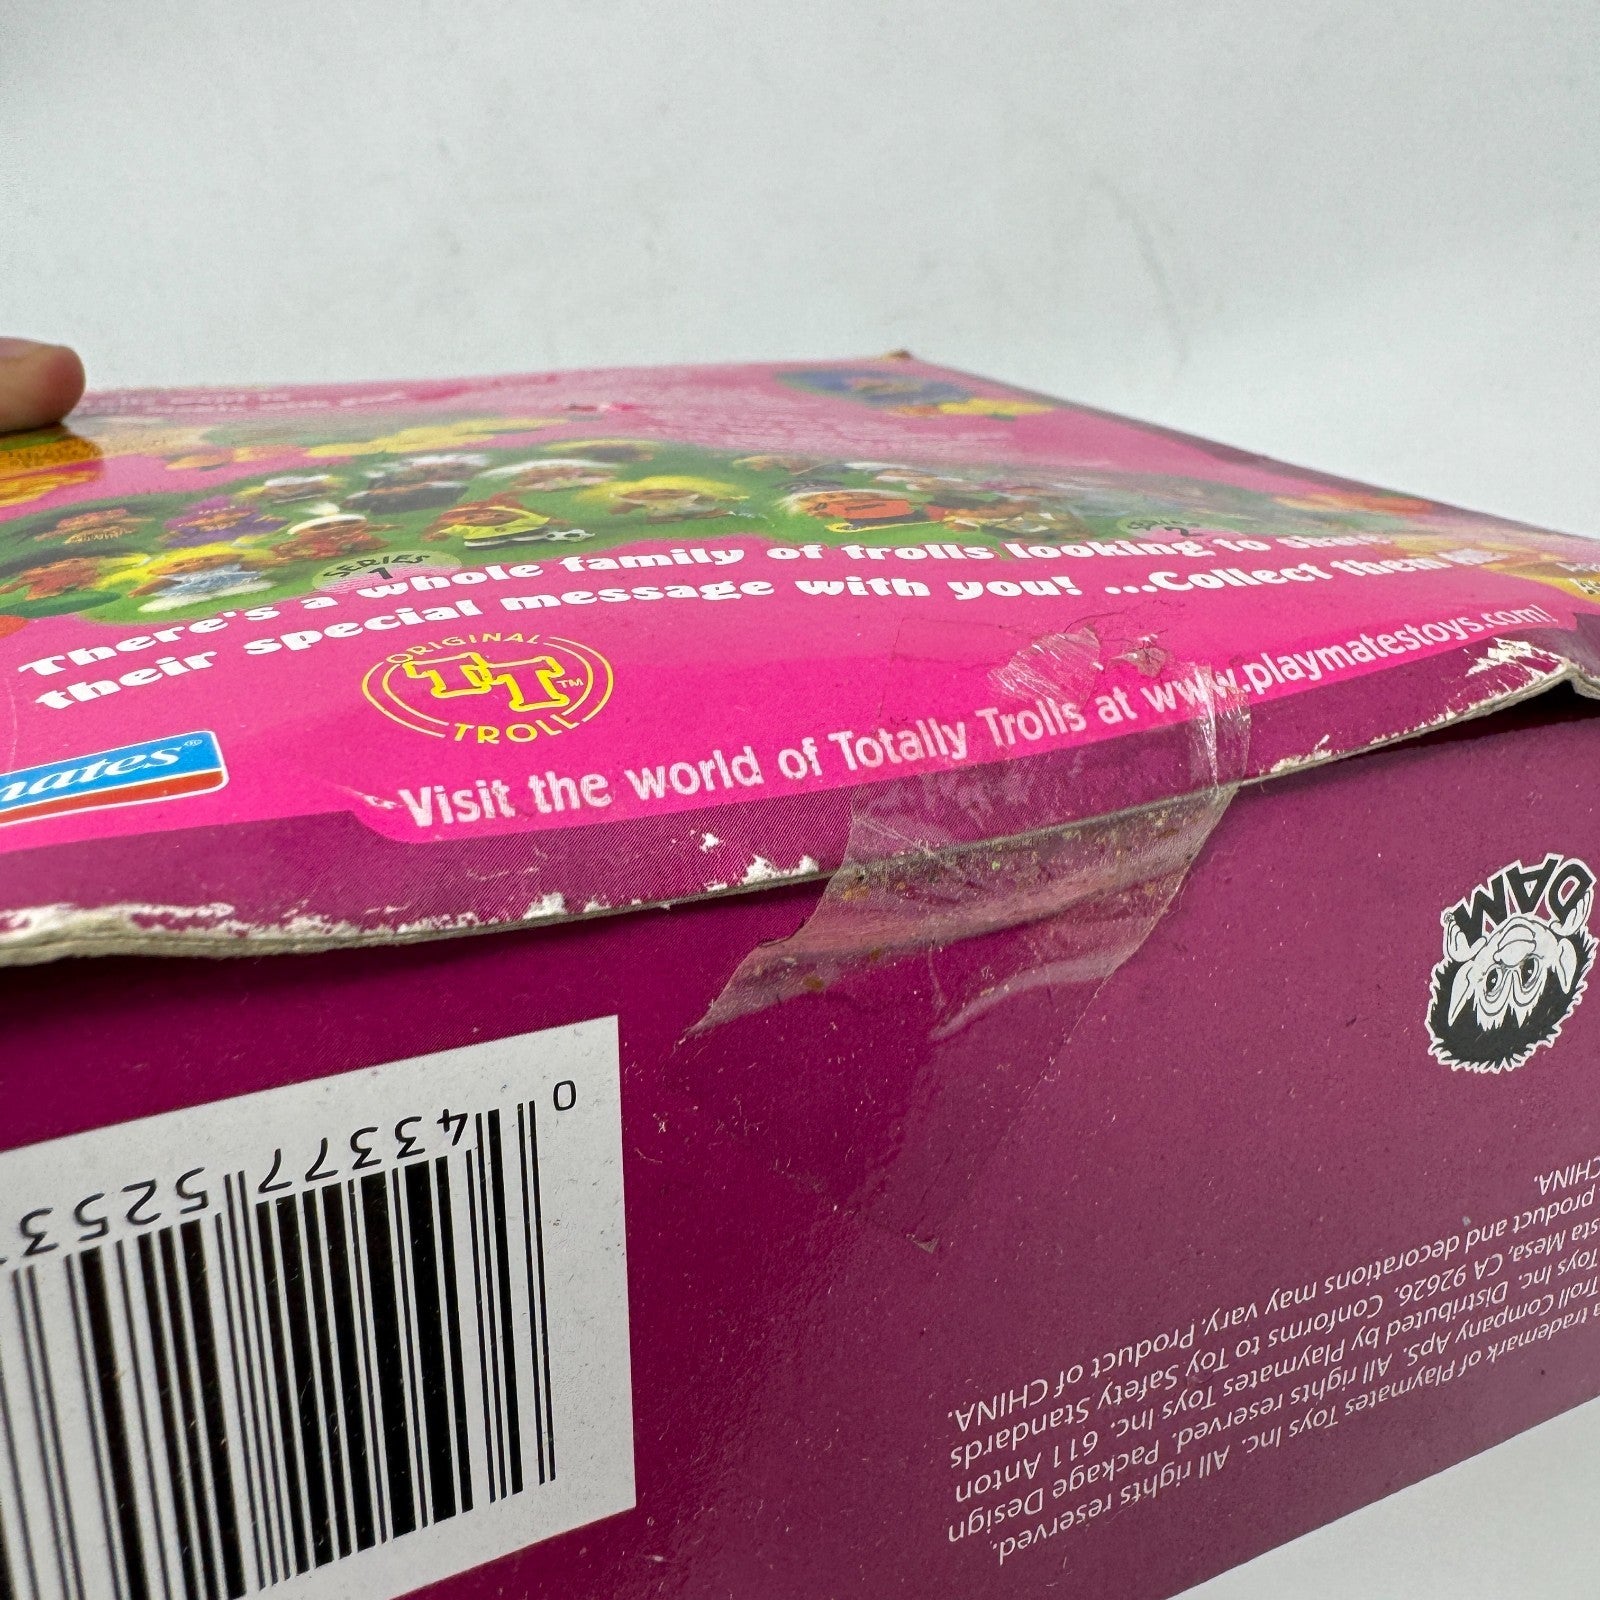 SERIES
1
There's a whole family of trolls looking to
their special message with you! ...Collect them
ORIGINAL
TT™
TROLL
mates®
Visit the world of Totally Trolls at www.playmatestoys.com!
DAM
0 43377 5253
CHINA.
product and decorations may vary. Product of CHINA.
sta Mesa, CA 92626. Conforms to Toy Safety Standards
Toys Inc. Distributed by Playmates Toys Inc. 611 Anton
Troll Company ApS. All rights reserved. Package Design
a trademark of Playmates Toys Inc. All rights reserved.